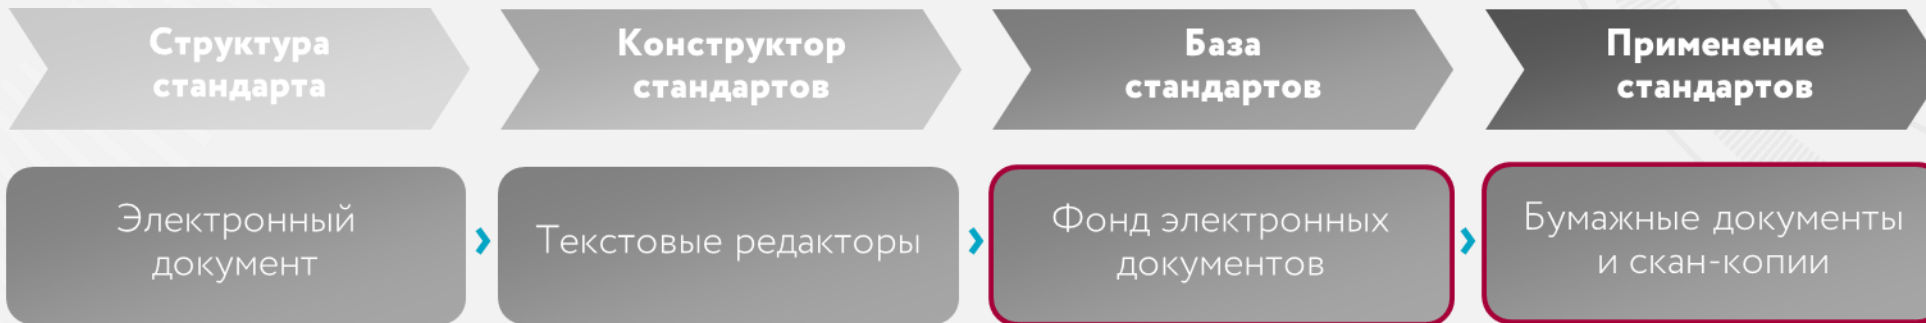 Структура
стандарта
Конструктор
стандартов
База
стандартов
Применение
стандартов
Электронный
документ
Текстовые редакторы
Фонд электронных
документов
Бумажные документы
и скан-копии